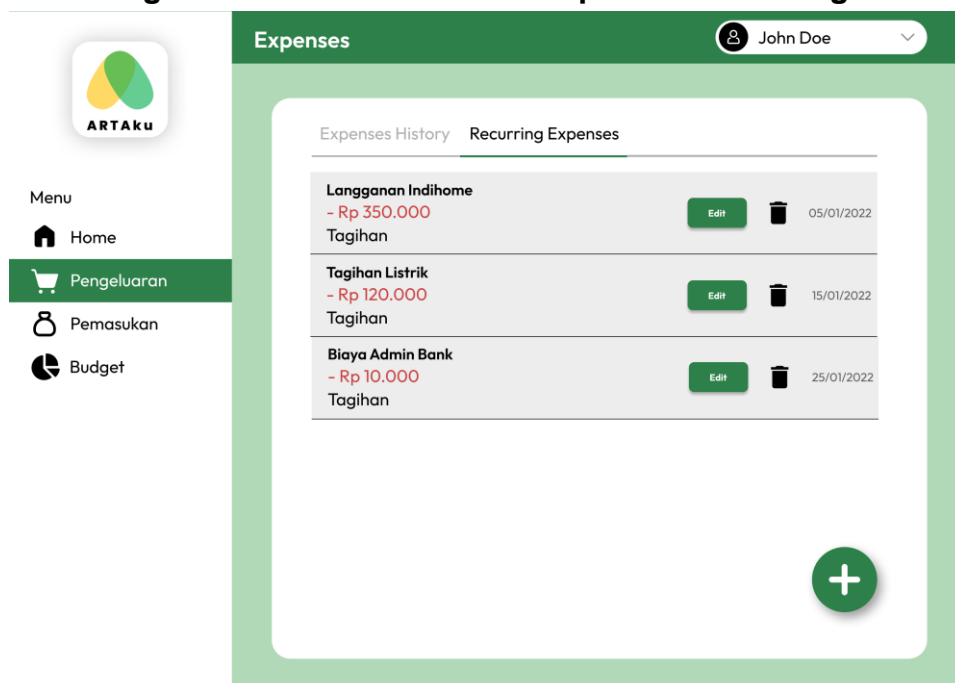 Expenses
John Doe
ARTAku
Expenses History Recurring Expenses
Menu
Home
Pengeluaran
Pemasukan
Budget
Langganan Indihome
- Rp 350.000
Tagihan
Edit
05/01/2022
Tagihan Listrik
- Rp 120.000
Tagihan
Edit
15/01/2022
Biaya Admin Bank
- Rp 10.000
Tagihan
Edit
25/01/2022